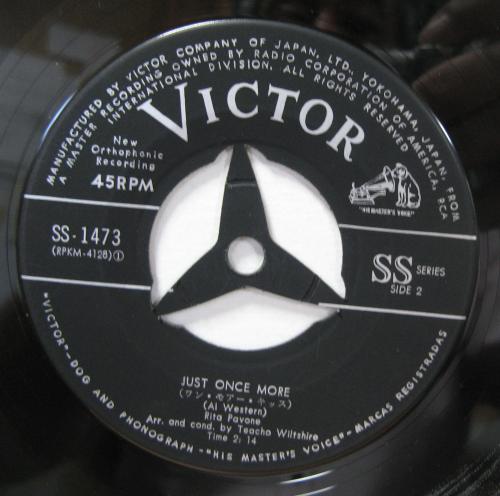 MANUFACTURED BY VICTOR COMPANY OF JAPAN, LTD., YOKOHAMA, JAPAN, FROM
A MASTER RECORDING OWNED BY RADIO CORPORATION OF AMERICA, RCA
INTERNATIONAL DIVISION, ALL RIGHTS RESERVED
VICTOR
New
Orthophonic
Recording
45RPM
"HIS MASTER'S VOICE"
SS-1473
(RPKM-4128)①
SS SERIES
SIDE 2
JUST ONCE MORE
(ワン・モアー・キッス)
(Al Western)
Rita Pavone
Arr. and cond. by Teacho Wiltshire
Time 2:14
"VICTOR"-DOG AND PHONOGRAPH-"HIS MASTER'S VOICE"-MARCAS REGISTRADAS